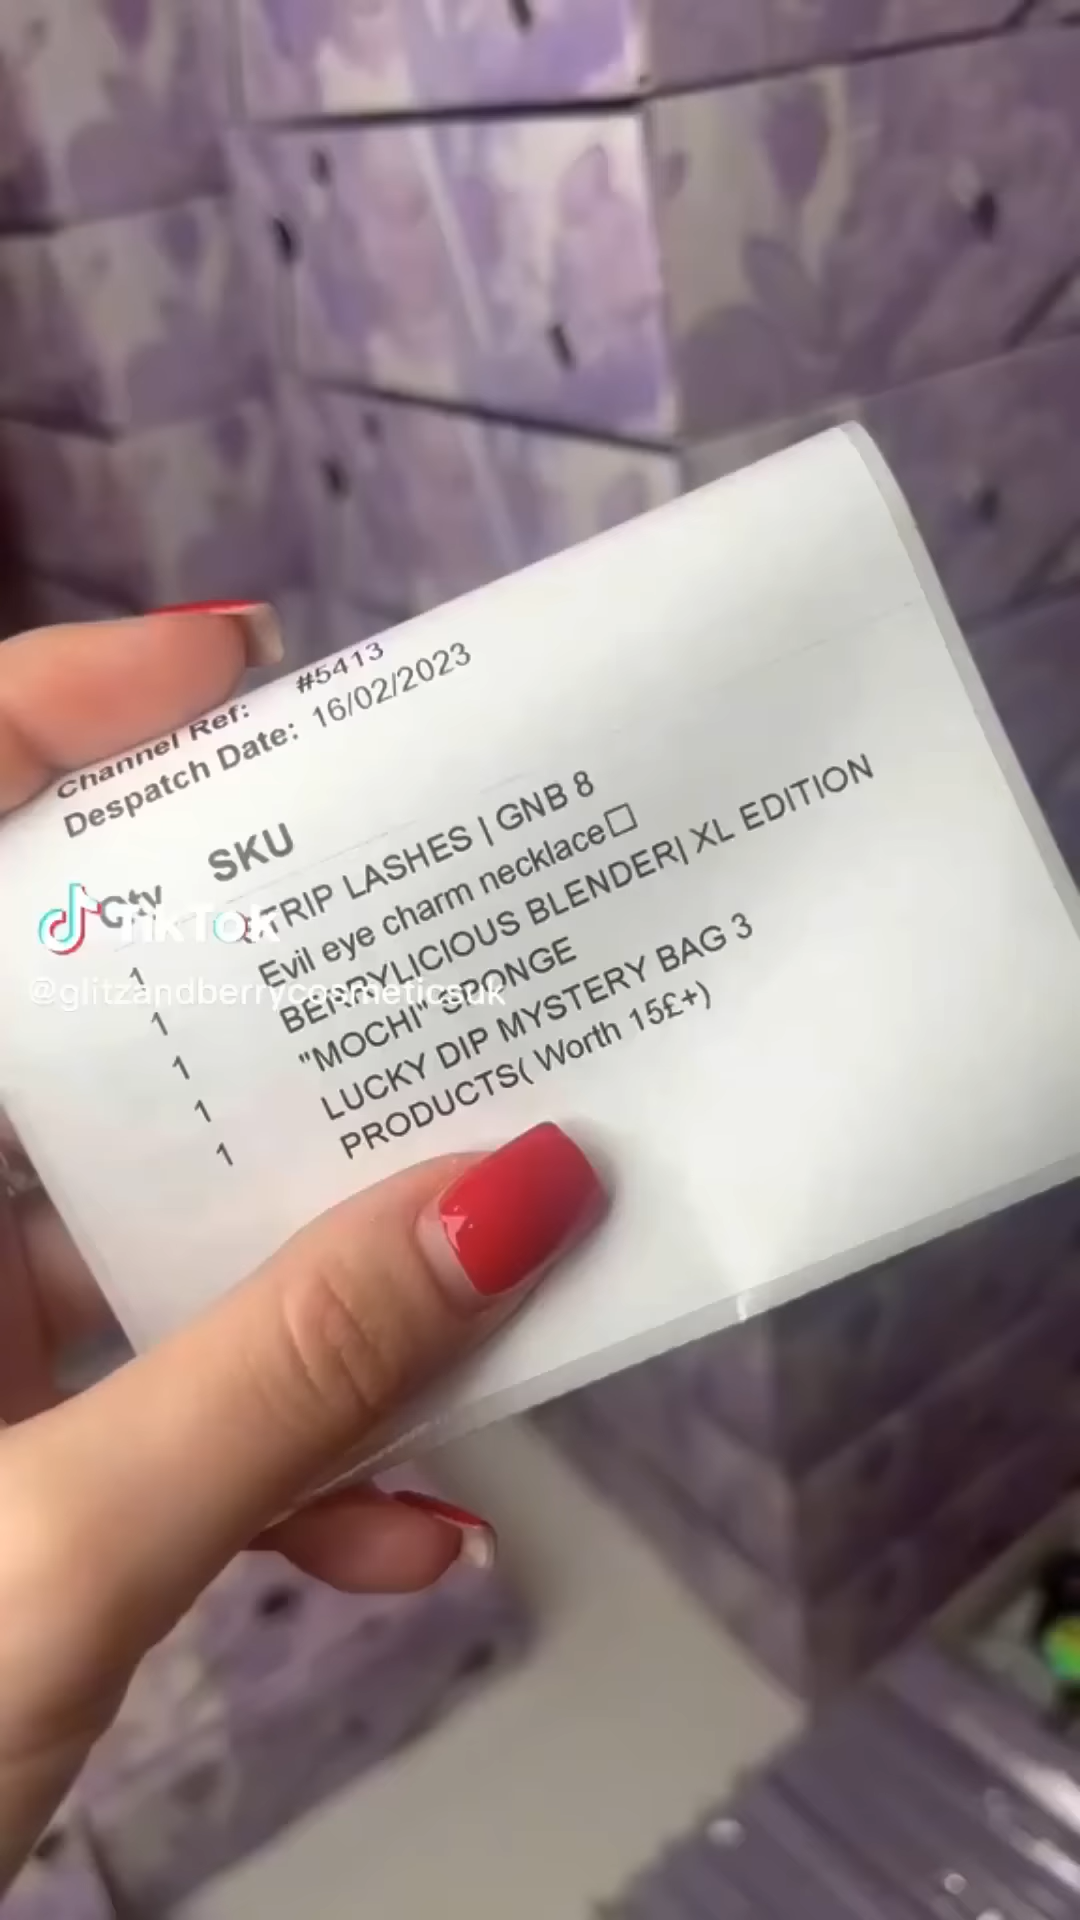 Channel Ref: #5413
Despatch Date: 16/02/2023
Qty SKU
1 STRIP LASHES | GNB 8
1 Evil eye charm necklace□
1 BERRYLICIOUS BLENDER| XL EDITION
1 "MOCHI" SPONGE
1 LUCKY DIP MYSTERY BAG 3
PRODUCTS( Worth 15£+)
TikTok
@glitzandberrycosmeticsuk